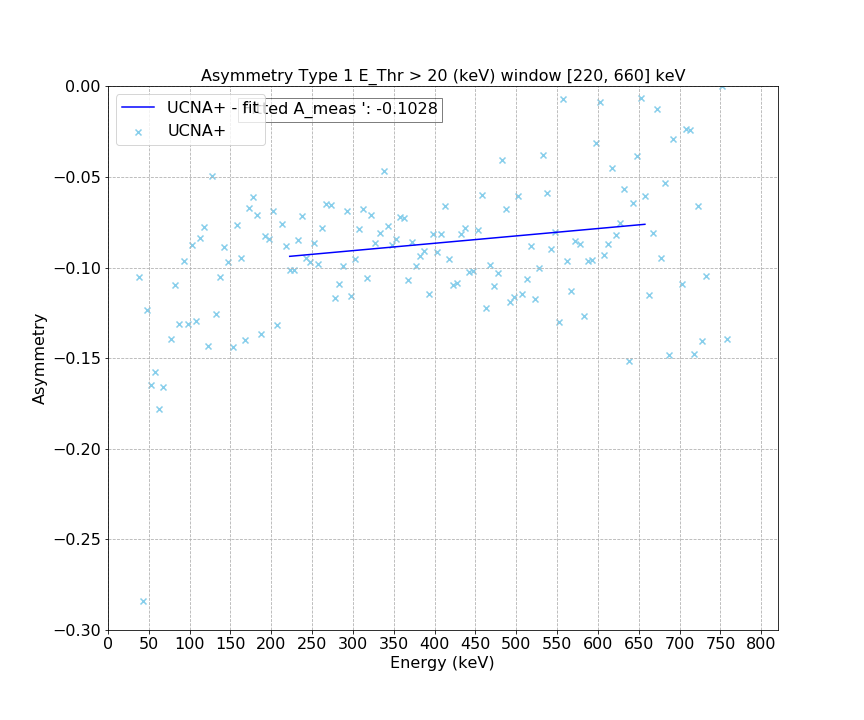 Asymmetry Type 1 E_Thr > 20 (keV) window [220, 660] keV
UCNA+ - fit
ted A_meas ': -0.1028
UCNA+
Asymmetry
0.00
−0.05
−0.10
−0.15
−0.20
−0.25
−0.30
0 50 100 150 200 250 300 350 400 450 500 550 600 650 700 750 800
Energy (keV)